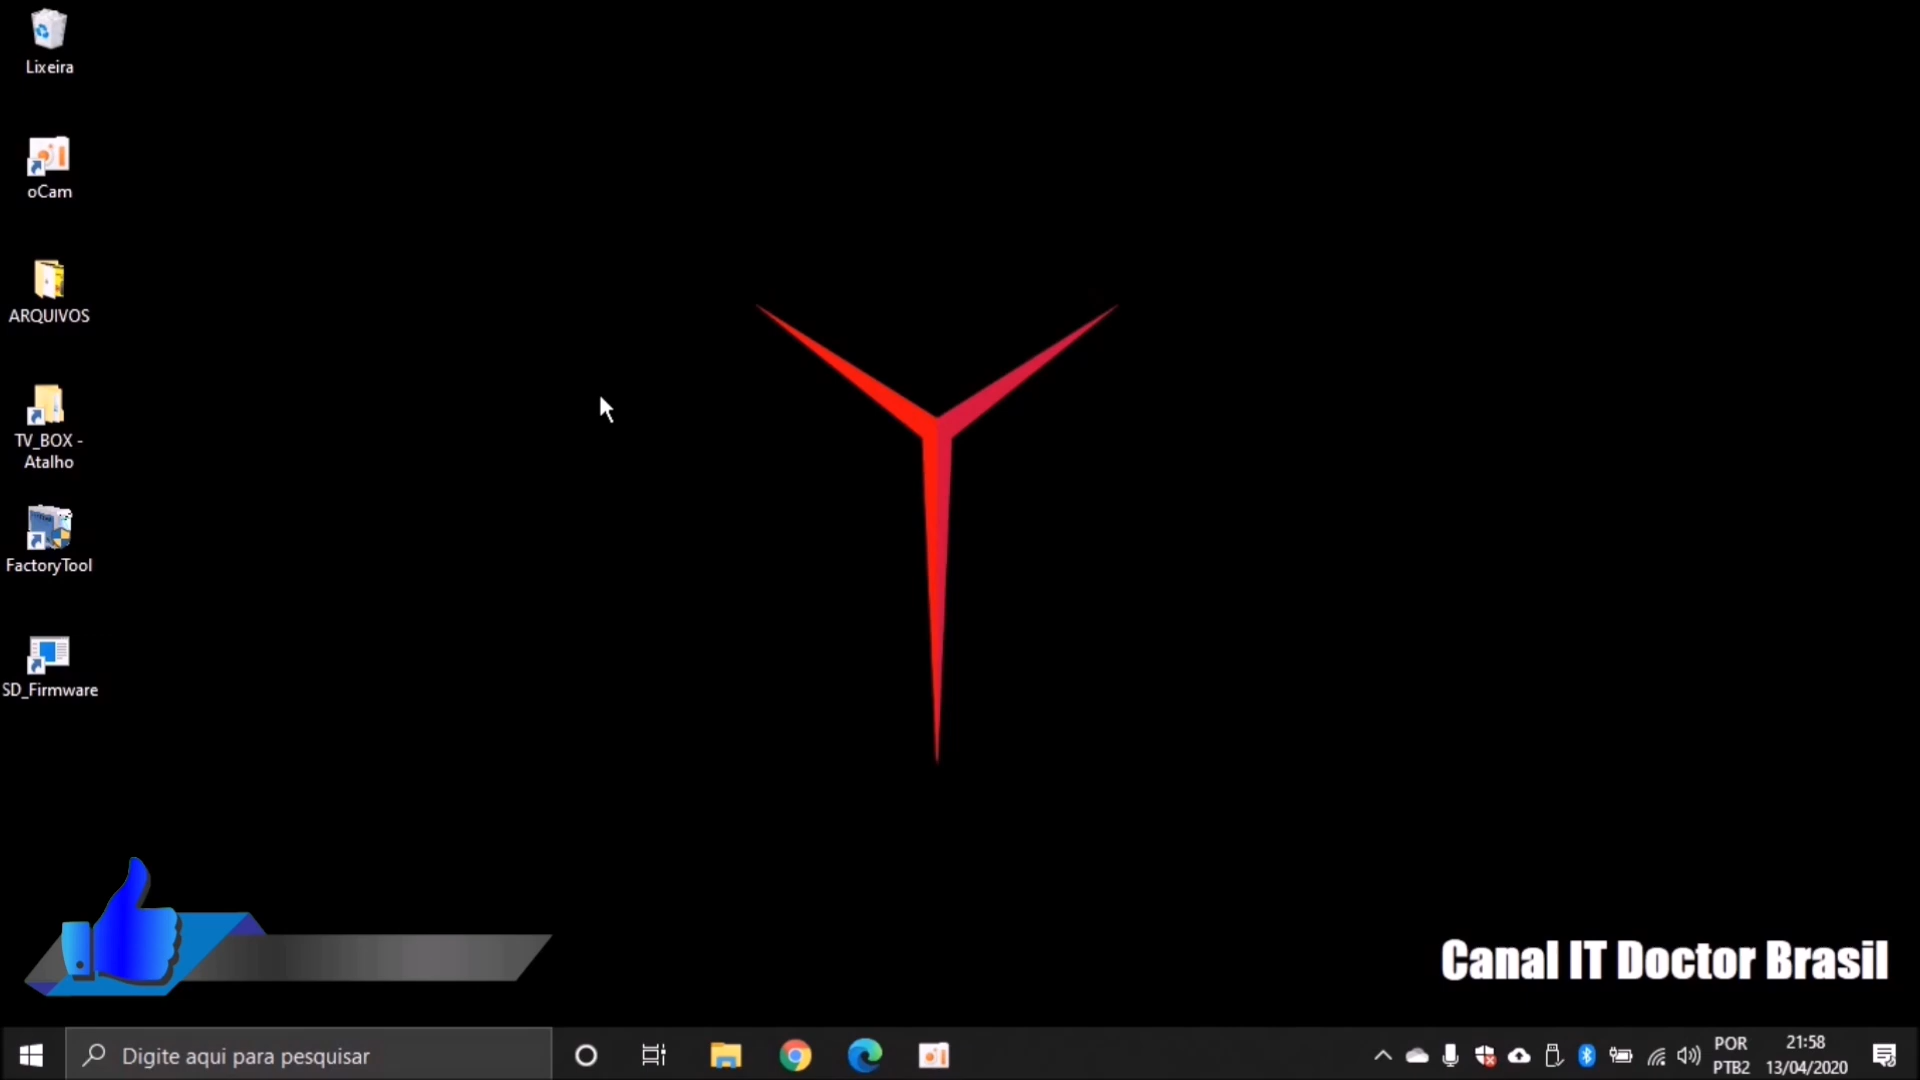 Lixeira
oCam
ARQUIVOS
TV_BOX -
Atalho
FactoryTool
SD_Firmware
Canal IT Doctor Brasil
Digite aqui para pesquisar
POR
PTB2
21:58
13/04/2020